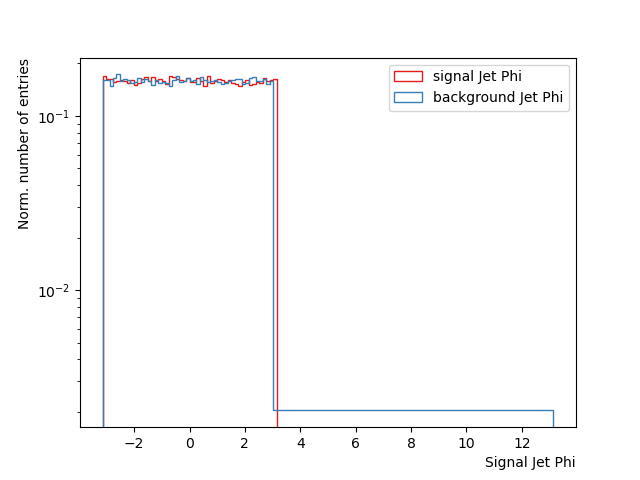 signal Jet Phi
background Jet Phi
Norm. number of entries
10⁻¹
10⁻²
−2 0 2 4 6 8 10 12
Signal Jet Phi